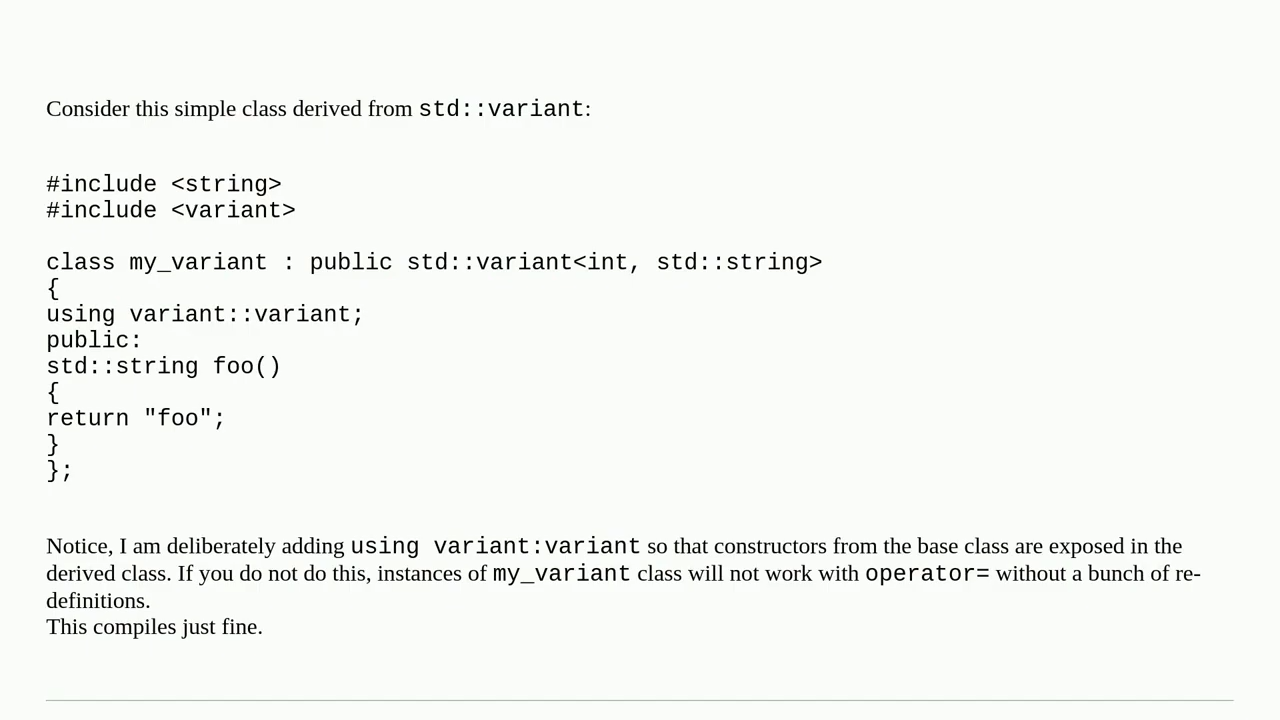 Consider this simple class derived from std::variant:
#include <string>
#include <variant>
class my_variant : public std::variant<int, std::string>
{
using variant::variant;
public:
std::string foo()
{
return "foo";
}
};
Notice, I am deliberately adding using variant:variant so that constructors from the base class are exposed in the
derived class. If you do not do this, instances of my_variant class will not work with operator= without a bunch of re-
definitions.
This compiles just fine.